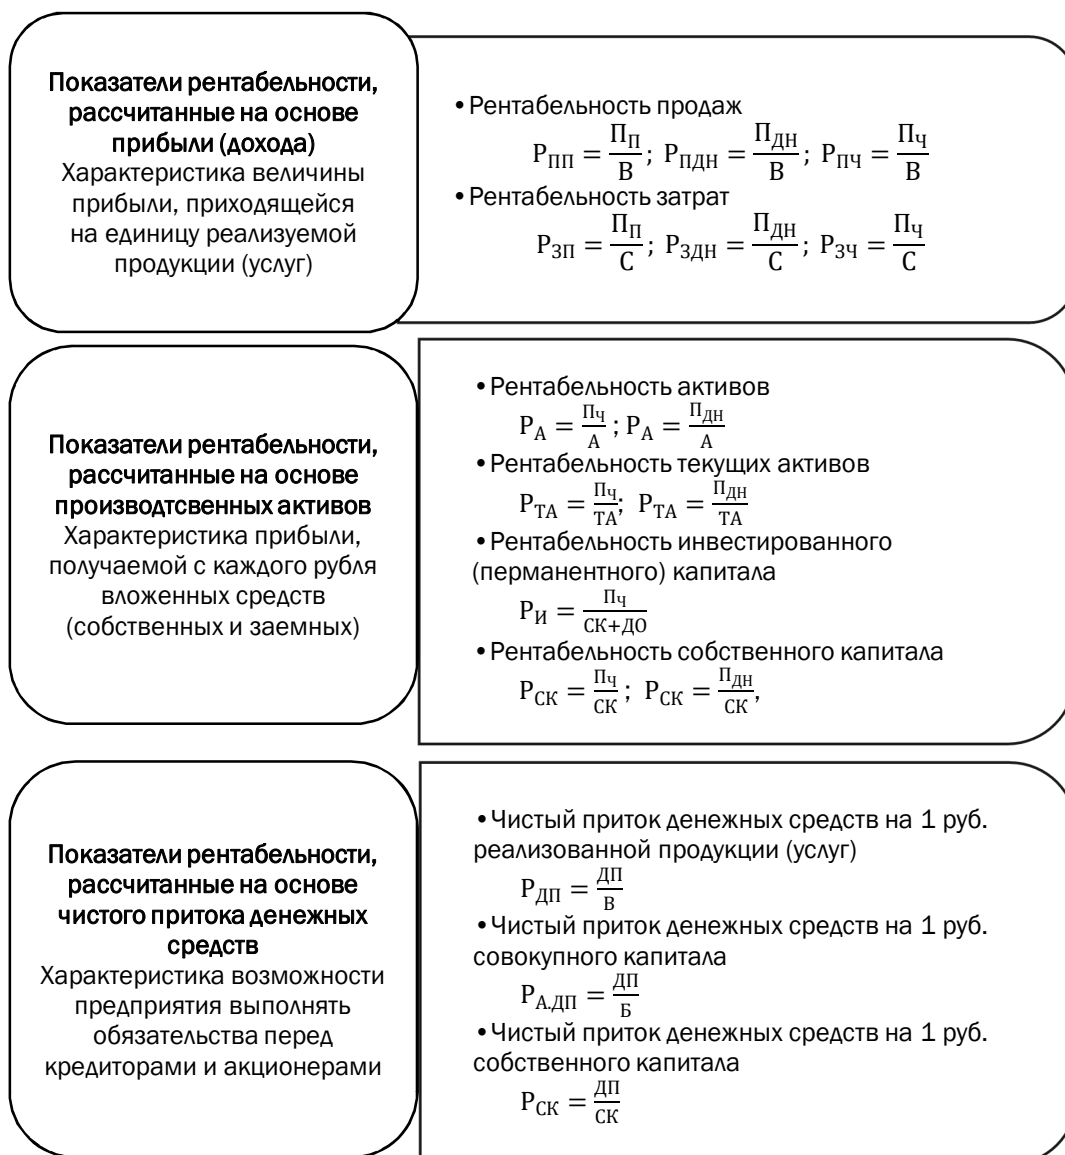 Показатели рентабельности,
рассчитанные на основе
прибыли (дохода)
Характеристика величины
прибыли, приходящейся
на единицу реализуемой
продукции (услуг)
•Рентабельность продаж
Р_ПП = П_П/В; Р_ПДН = П_ДН/В; Р_ПЧ = П_Ч/В
•Рентабельность затрат
Р_ЗП = П_П/С; Р_ЗДН = П_ДН/С; Р_ЗЧ = П_Ч/С
Показатели рентабельности,
рассчитанные на основе
производтсвенных активов
Характеристика прибыли,
получаемой с каждого рубля
вложенных средств
(собственных и заемных)
•Рентабельность активов
Р_А = П_Ч/А; Р_А = П_ДН/А
•Рентабельность текущих активов
Р_ТА = П_Ч/ТА; Р_ТА = П_ДН/ТА
•Рентабельность инвестированного
(перманентного) капитала
Р_И = П_Ч/СК+ДО
•Рентабельность собственного капитала
Р_СК = П_Ч/СК; Р_СК = П_ДН/СК,
Показатели рентабельности,
рассчитанные на основе
чистого притока денежных
средств
Характеристика возможности
предприятия выполнять
обязательства перед
кредиторами и акционерами
•Чистый приток денежных средств на 1 руб.
реализованной продукции (услуг)
Р_ДП = ДП/В
•Чистый приток денежных средств на 1 руб.
совокупного капитала
Р_А.ДП = ДП/Б
•Чистый приток денежных средств на 1 руб.
собственного капитала
Р_СК = ДП/СК